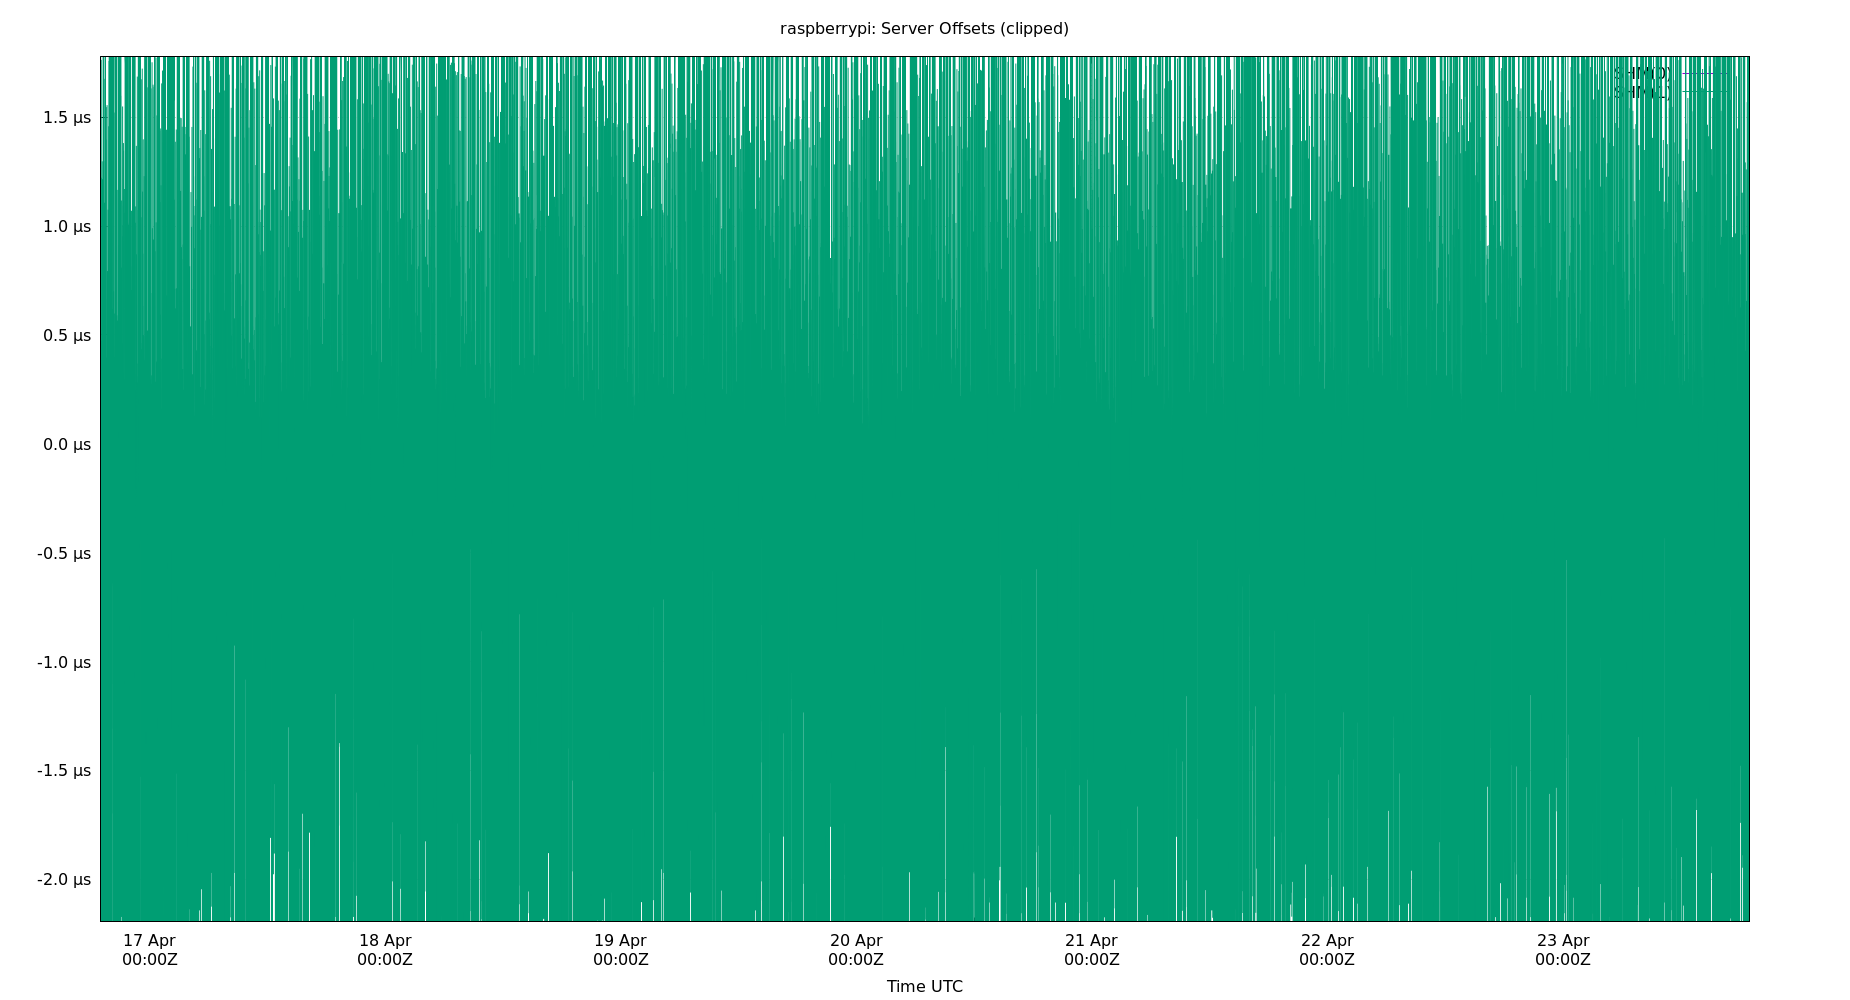 raspberrypi: Server Offsets (clipped)
SHM(0)
1.5 µs
1.0 µs
0.5 µs
0.0 µs
-0.5 µs
-1.0 µs
-1.5 µs
-2.0 µs
17 Apr 18 Apr 19 Apr 20 Apr 21 Apr 22 Apr 23 Apr
00:00Z 00:00Z 00:00Z 00:00Z 00:00Z 00:00Z 00:00Z
Time UTC